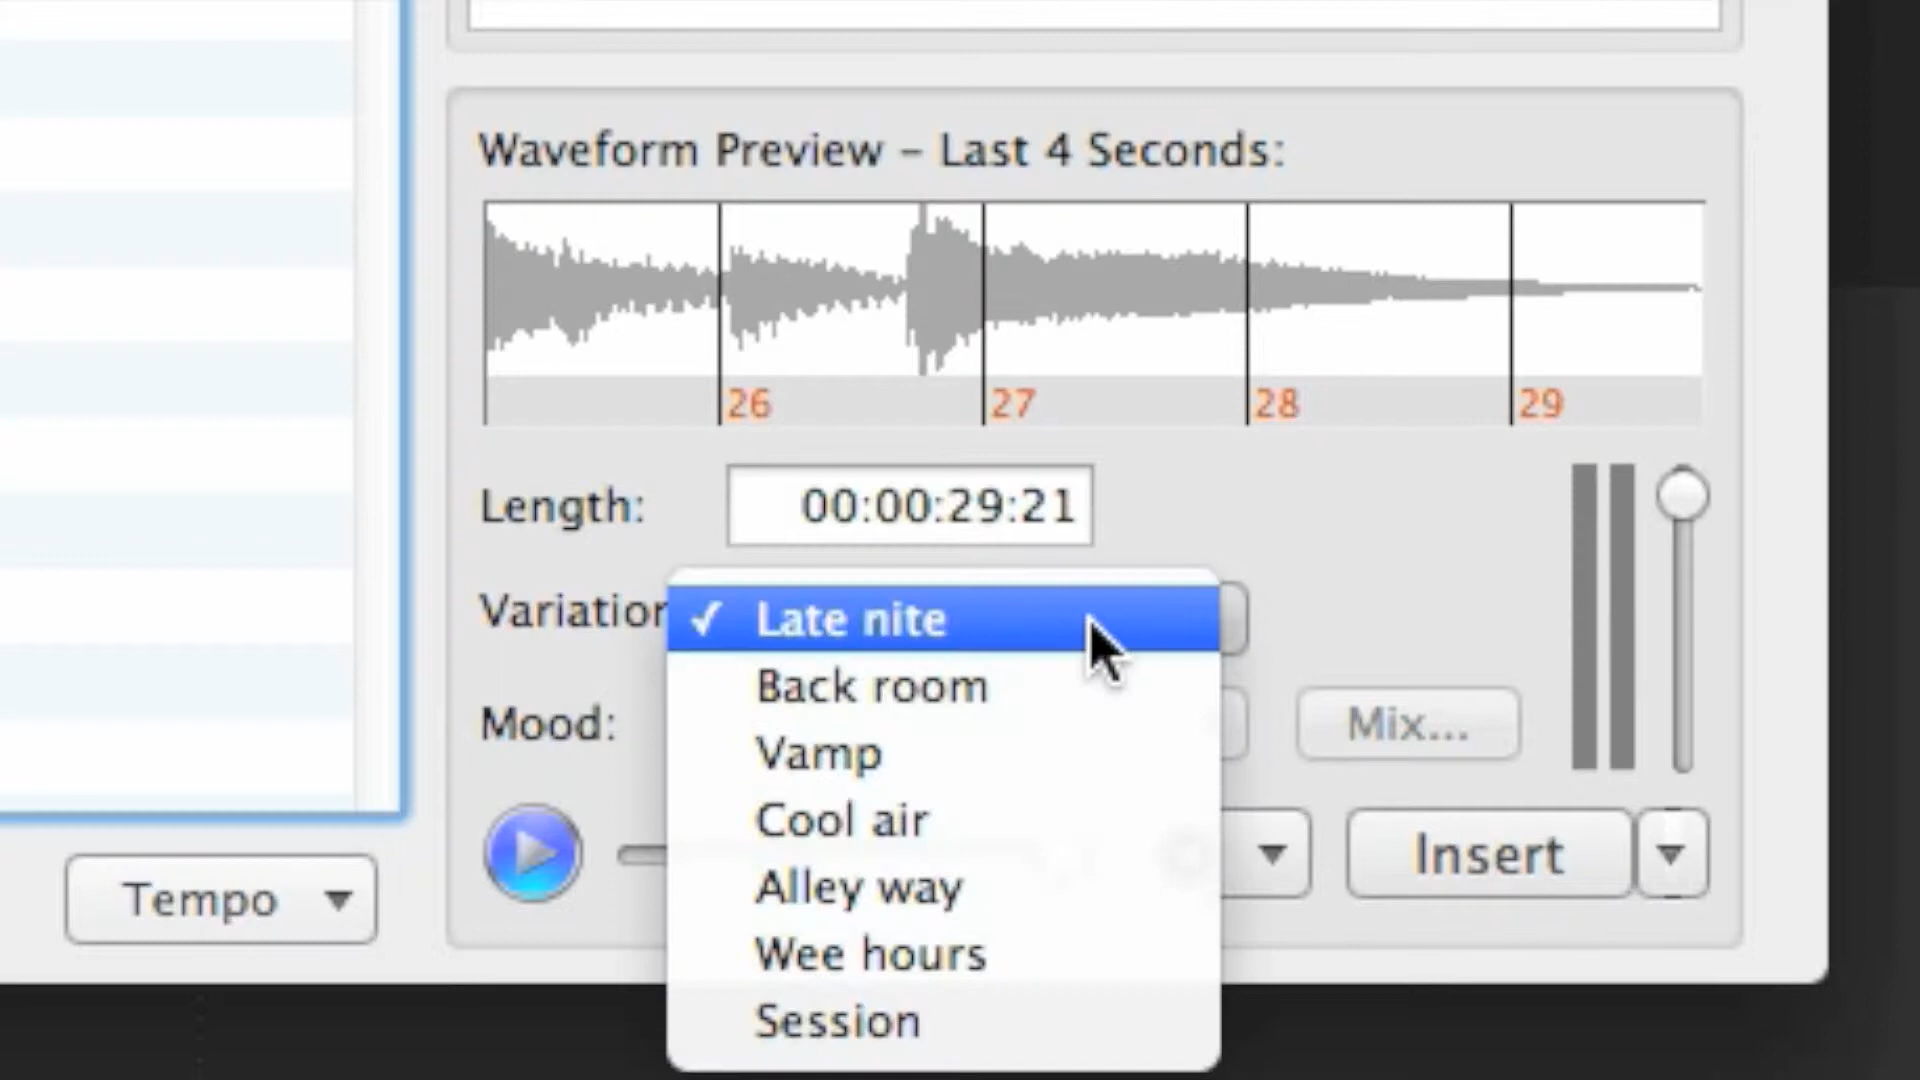 Waveform Preview – Last 4 Seconds:
26 27 28 29
Length: 00:00:29:21
Variation
✓ Late nite
Back room
Mood:
Mix...
Vamp
Cool air
Insert
Alley way
Tempo
Wee hours
Session